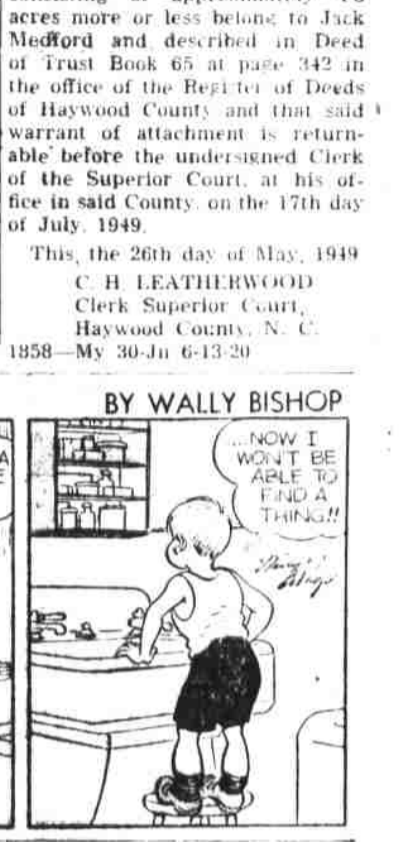 acres more or less belong to Jack
Medford and described in Deed
of Trust Book 65 at page 342 in
the office of the Register of Deeds
of Haywood County and that said
warrant of attachment is return-
able before the undersigned Clerk
of the Superior Court, at his of-
fice in said County, on the 17th day
of July, 1949.
This, the 26th day of May, 1949
C. H. LEATHERWOOD
Clerk Superior Court,
Haywood County, N. C.
1858—My 30-Jn 6-13-20
BY WALLY BISHOP
...NOW I
WON'T BE
ABLE TO
FIND A
THING!!